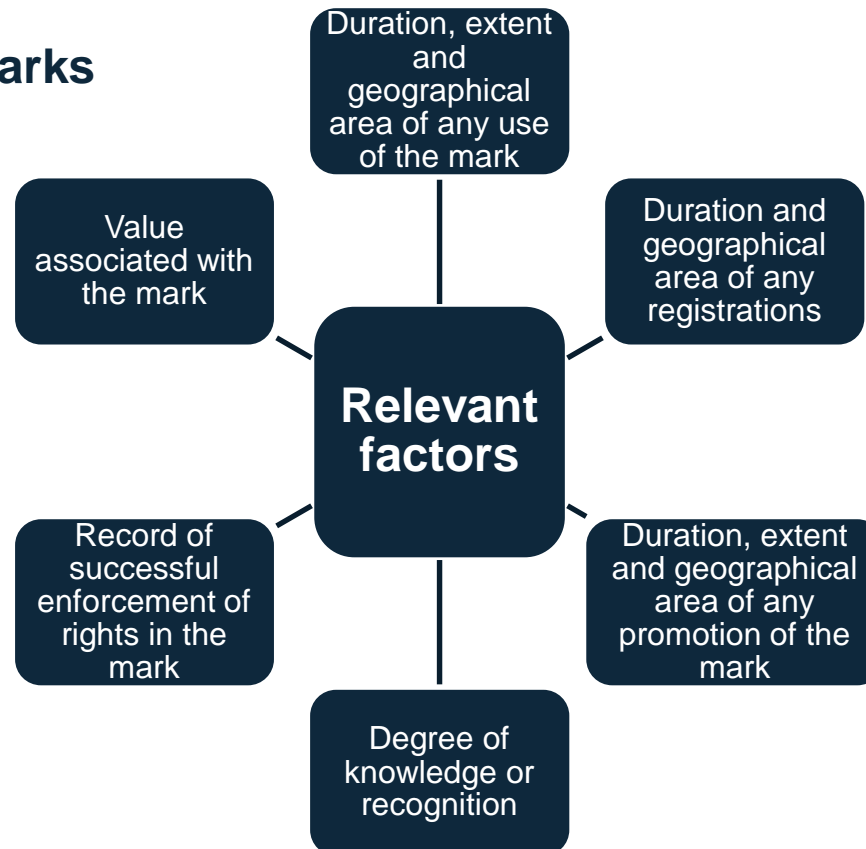 arks
Duration, extent
and
geographical
area of any use
of the mark
Value
associated with
the mark
Duration and
geographical
area of any
registrations
Relevant
factors
Record of
successful
enforcement of
rights in the
mark
Duration, extent
and geographical
area of any
promotion of the
mark
Degree of
knowledge or
recognition